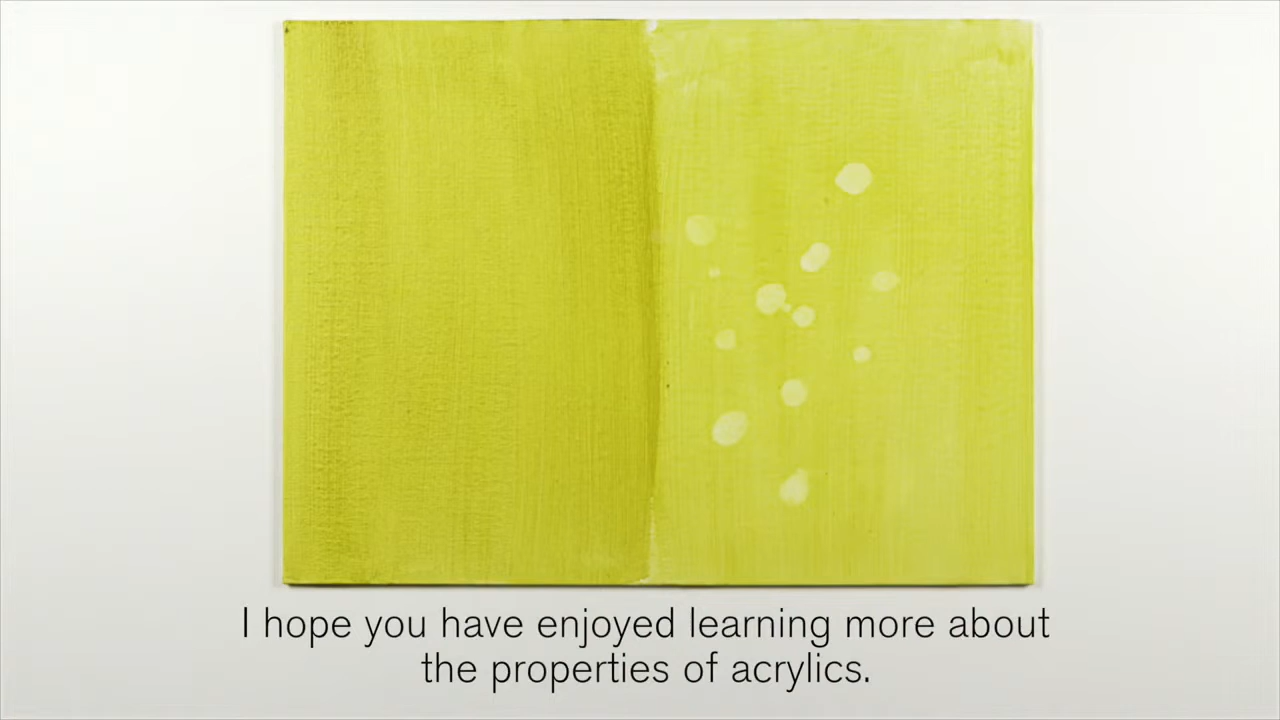 I hope you have enjoyed learning more about
the properties of acrylics.